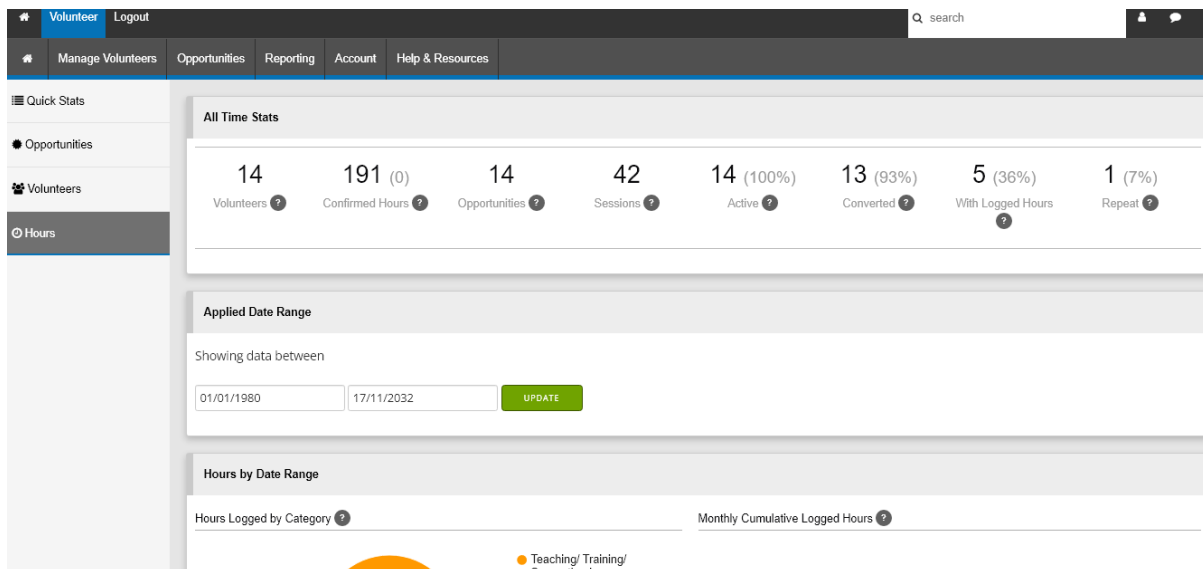 Volunteer Logout search
Manage Volunteers Opportunities Reporting Account Help & Resources
Quick Stats
Opportunities
Volunteers
Hours
All Time Stats
14 191 (0) 14 42 14 (100%) 13 (93%) 5 (36%) 1 (7%)
Volunteers ? Confirmed Hours ? Opportunities ? Sessions ? Active ? Converted ? With Logged Hours ? Repeat ?
Applied Date Range
Showing data between
01/01/1980 17/11/2032 UPDATE
Hours by Date Range
Hours Logged by Category ? Monthly Cumulative Logged Hours ?
Teaching/ Training/